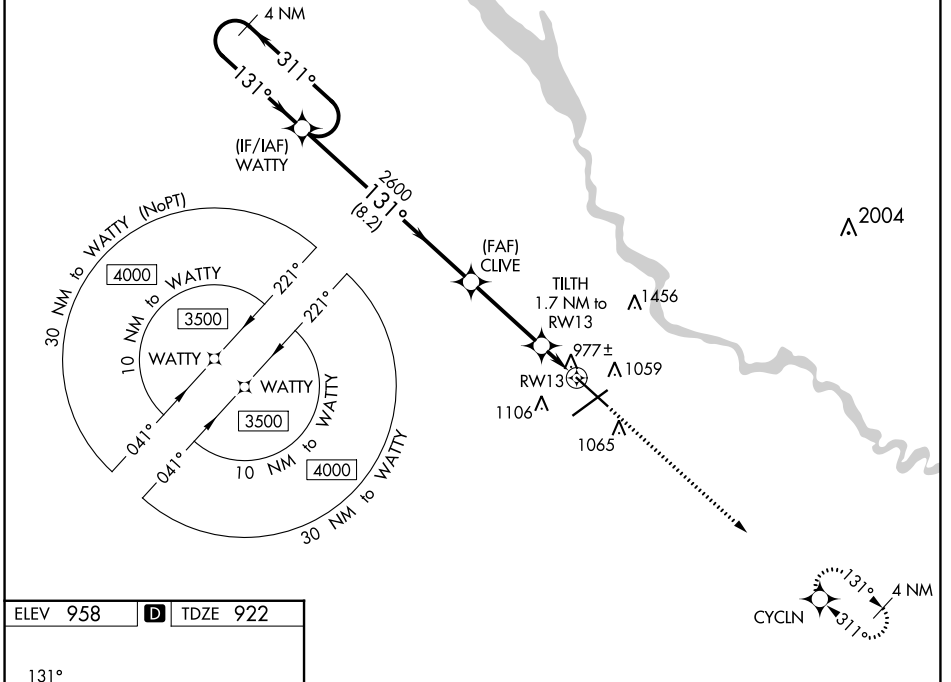 4 NM
311°
131°
(IF/IAF)
WATTY
2600
131°
(8.2)
2004
30 NM to WATTY (NoPT)
4000
10 NM to WATTY
3500
221°
221°
WATTY
041°
(FAF)
CLIVE
TILTH
1.7 NM to
RW13
1456
977±
RW13
1059
1106
1065
WATTY
3500
10 NM to WATTY
041°
4000
30 NM to WATTY
131°
4 NM
CYCLN
311°
ELEV 958 D TDZE 922
131°